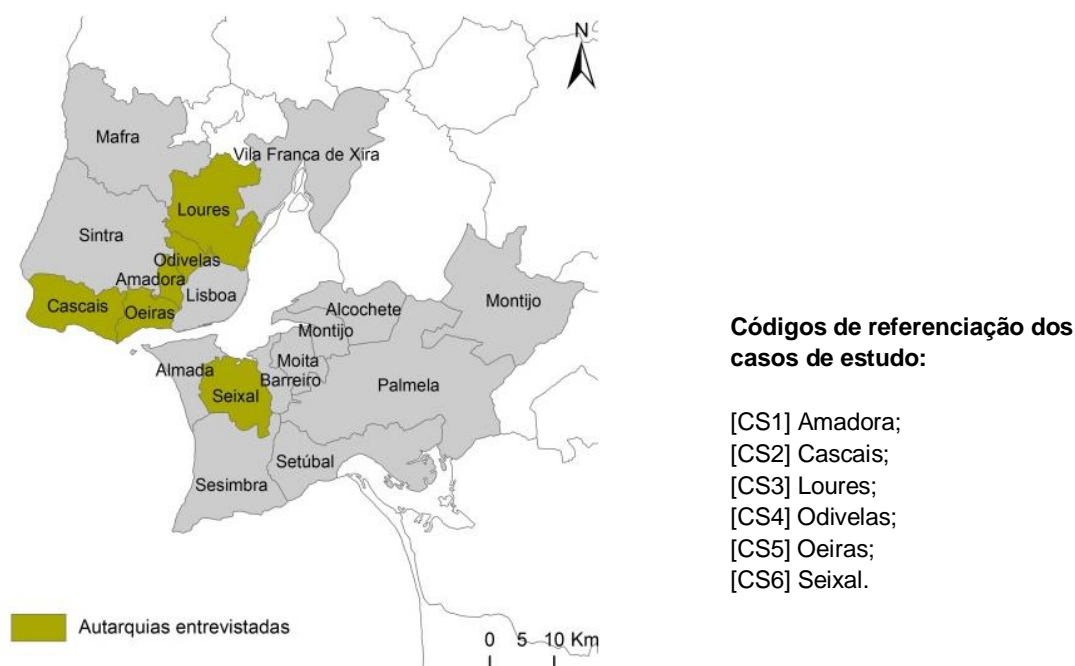 N
Mafra
Vila Franca de Xira
Loures
Sintra
Odivelas
Amadora
Lisboa
Cascais
Oeiras
Alcochete
Montijo
Montijo
Almada
Moita
Barreiro
Palmela
Seixal
Setúbal
Sesimbra
Autarquias entrevistadas
0 5 10 Km
Códigos de referenciação dos
casos de estudo:
[CS1] Amadora;
[CS2] Cascais;
[CS3] Loures;
[CS4] Odivelas;
[CS5] Oeiras;
[CS6] Seixal.